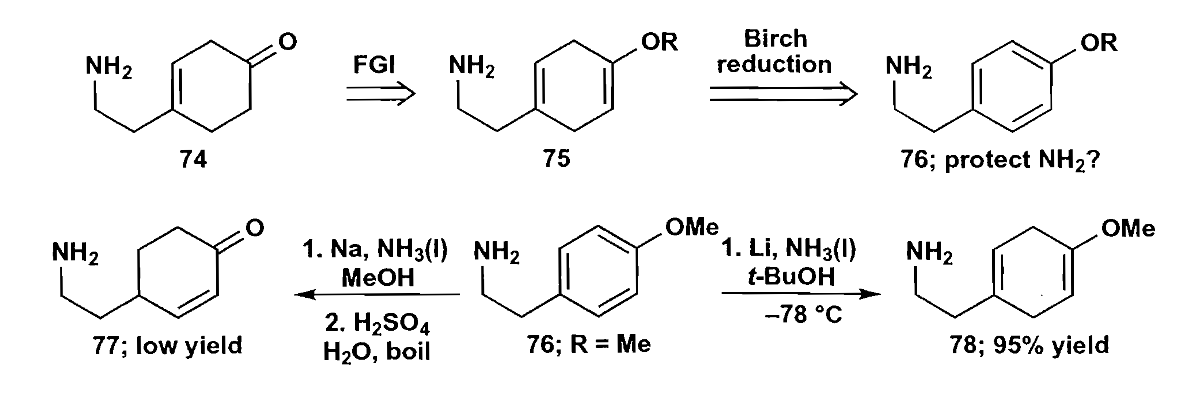 NH2
O
FGI
NH2
OR
Birch
reduction
NH2
OR
74
75
76; protect NH2?
NH2
O
1. Na, NH3(l)
MeOH
2. H2SO4
H2O, boil
NH2
OMe
1. Li, NH3(l)
t-BuOH
–78 °C
NH2
OMe
77; low yield
76; R = Me
78; 95% yield